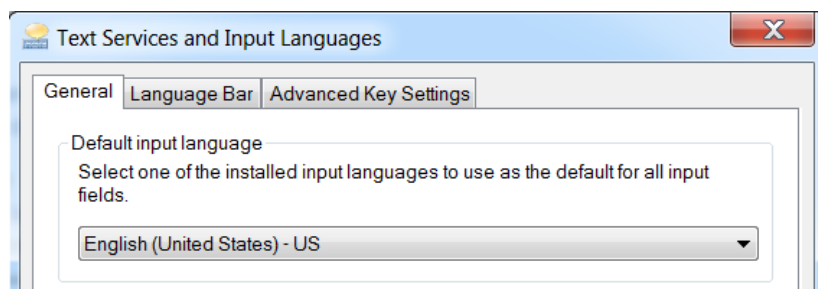 Text Services and Input Languages
General Language Bar Advanced Key Settings
Default input language
Select one of the installed input languages to use as the default for all input
fields.
English (United States) - US